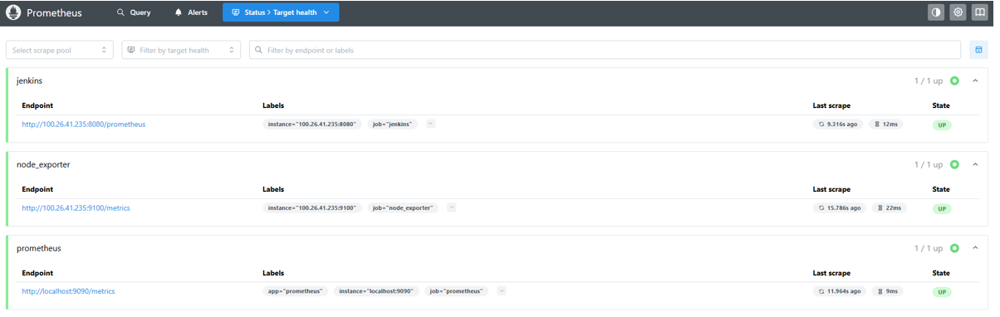 Prometheus Query Alerts Status > Target health
Select scrape pool Filter by target health Filter by endpoint or labels
jenkins 1 / 1 up
Endpoint Labels Last scrape State
http://100.26.41.235:8080/prometheus instance="100.26.41.235:8080" job="jenkins" 9.316s ago 12ms UP
node_exporter 1 / 1 up
Endpoint Labels Last scrape State
http://100.26.41.235:9100/metrics instance="100.26.41.235:9100" job="node_exporter" 15.786s ago 22ms UP
prometheus 1 / 1 up
Endpoint Labels Last scrape State
http://localhost:9090/metrics app="prometheus" instance="localhost:9090" job="prometheus" 11.964s ago 9ms UP